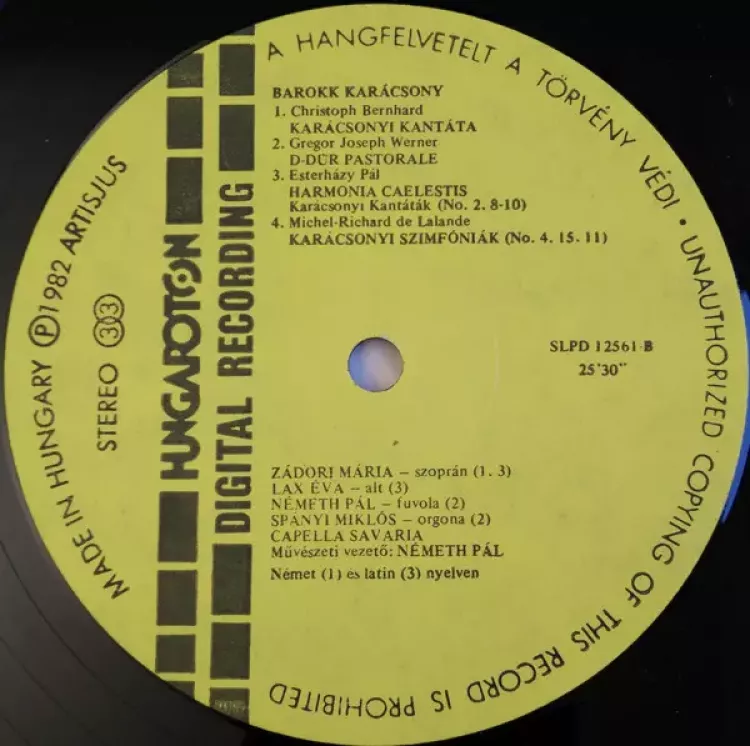 A HANGFELVETELT A TÖRVÉNY VÉDI • UNAUTHORIZED COPYING OF THIS RECORD IS PROHIBITED
MADE IN HUNGARY Ⓟ 1982 ARTISJUS
STEREO 33
HUNGAROTON
DIGITAL RECORDING
BAROKK KARÁCSONY
1. Christoph Bernhard
KARÁCSONYI KANTÁTA
2. Gregor Joseph Werner
D-DÚR PASTORALE
3. Esterházy Pál
HARMONIA CAELESTIS
Karácsonyi Kantáták (No. 2. 8-10)
4. Michel-Richard de Lalande
KARÁCSONYI SZIMFÓNIÁK (No. 4. 15. 11)
SLPD 12561-B
25'30"
ZÁDORI MÁRIA – szoprán (1. 3)
LAX ÉVA – alt (3)
NÉMETH PÁL – fuvola (2)
SPÁNYI MIKLÓS – orgona (2)
CAPELLA SAVARIA
Művészeti vezető: NÉMETH PÁL
Német (1) és latin (3) nyelven